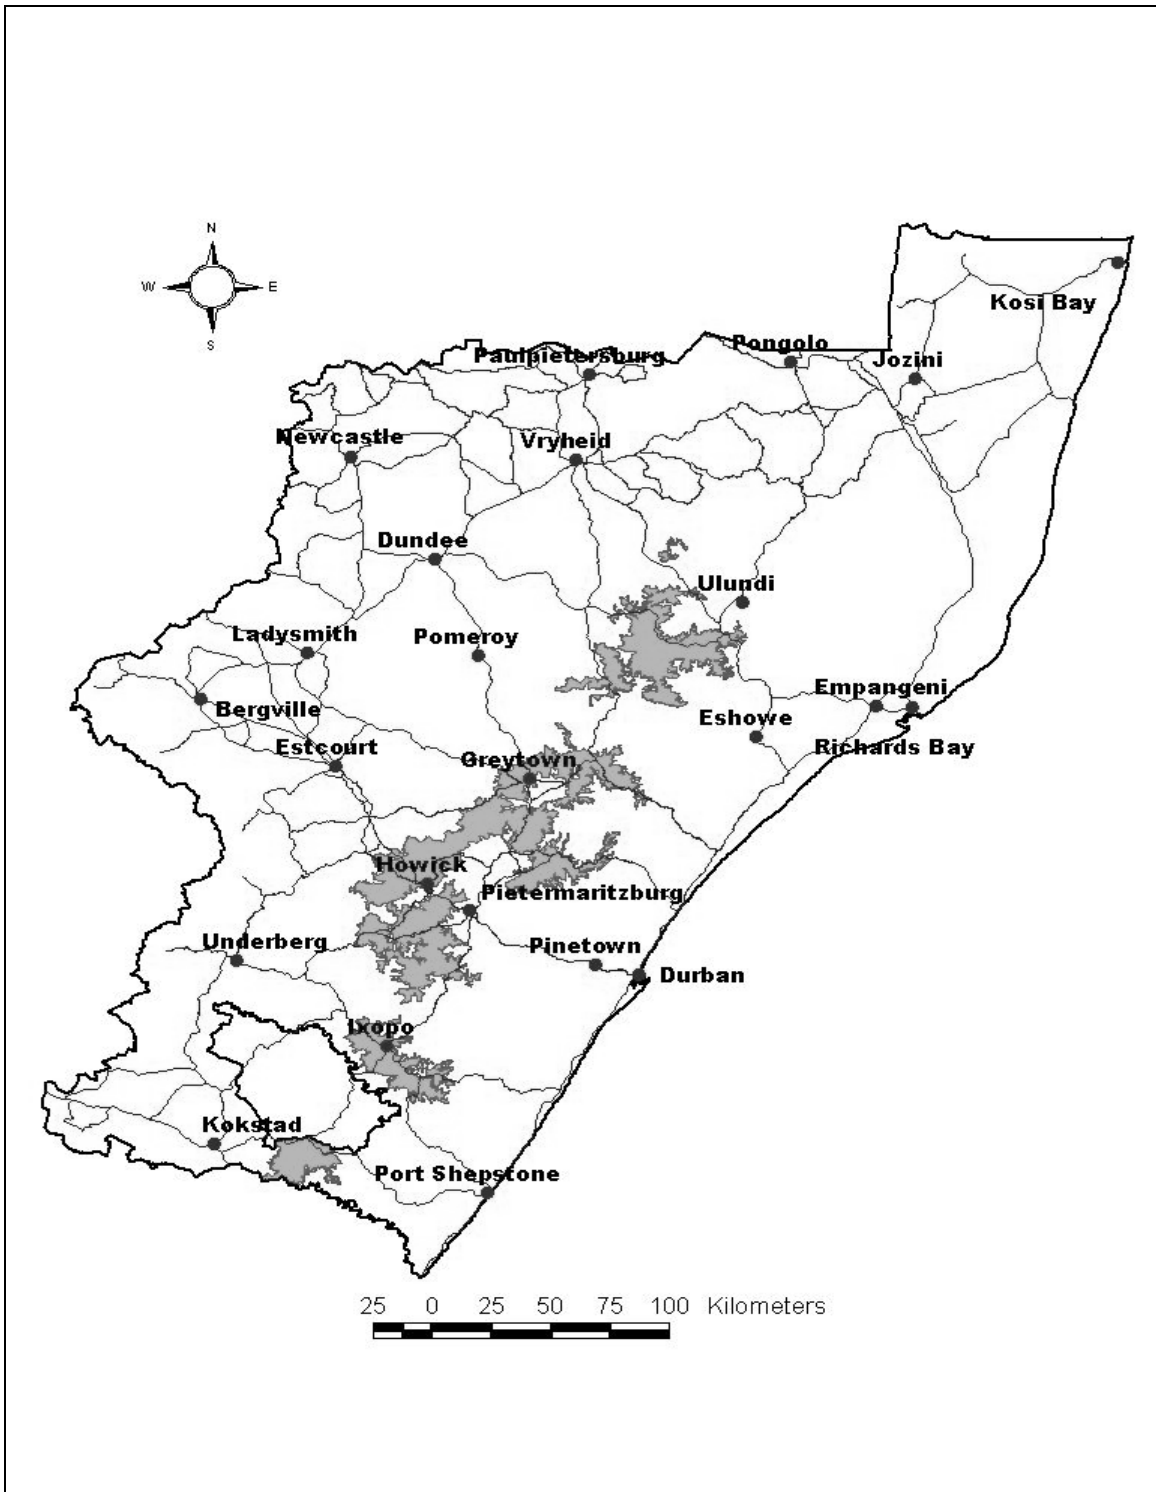 N
W E
S
Kosi Bay
Pongolo
Paulpietersburg
Jozini
Newcastle
Vryheid
Dundee
Ulundi
Ladysmith
Pomeroy
Empangeni
Bergville
Eshowe
Estcourt
Richards Bay
Greytown
Howick
Pietermaritzburg
Underberg
Pinetown
Durban
Ixopo
Kokstad
Port Shepstone
25 0 25 50 75 100 Kilometers